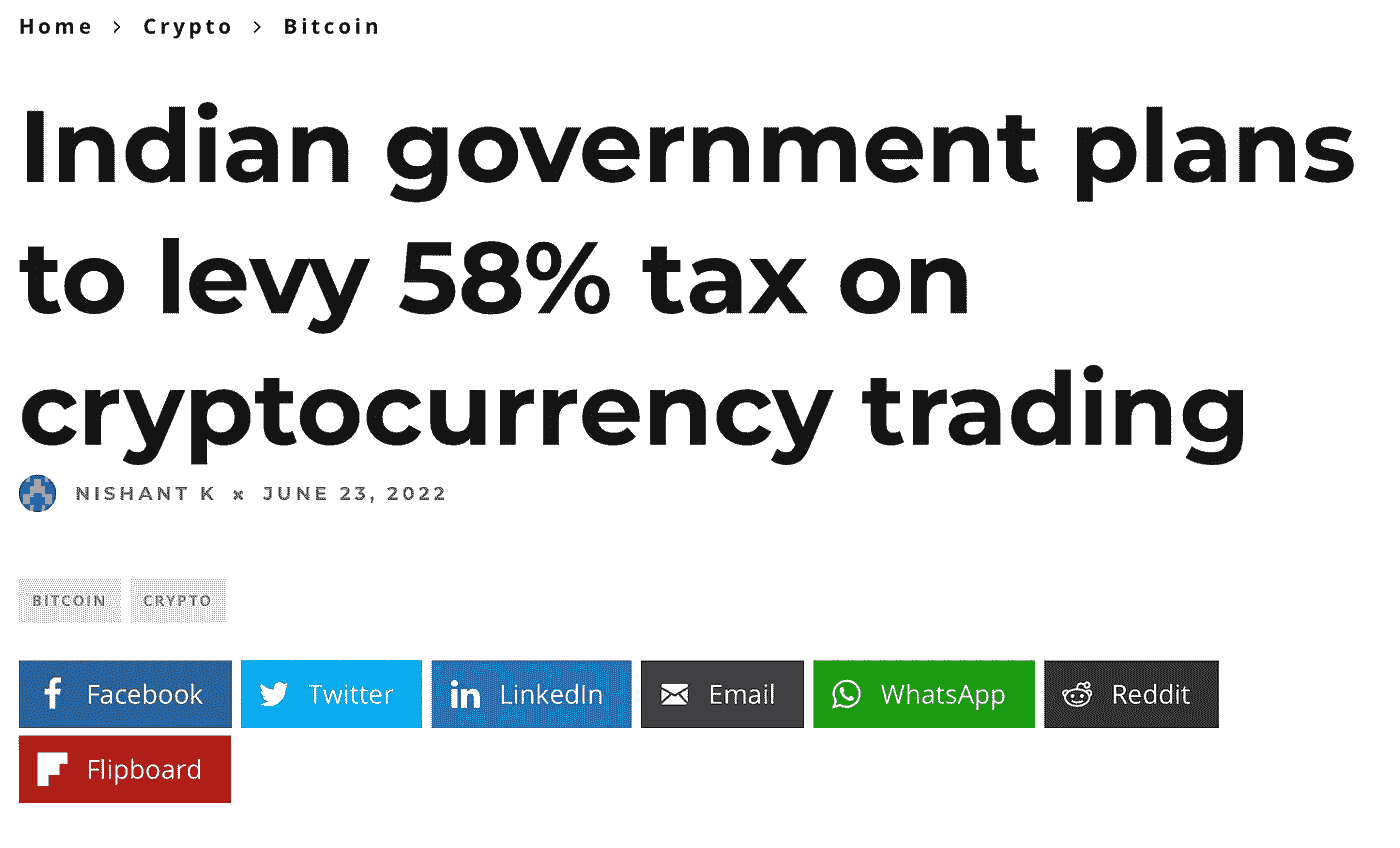 Home > Crypto > Bitcoin
Indian government plans
to levy 58% tax on
cryptocurrency trading
NISHANT K x JUNE 23, 2022
BITCOIN CRYPTO
Facebook Twitter LinkedIn Email WhatsApp Reddit
Flipboard